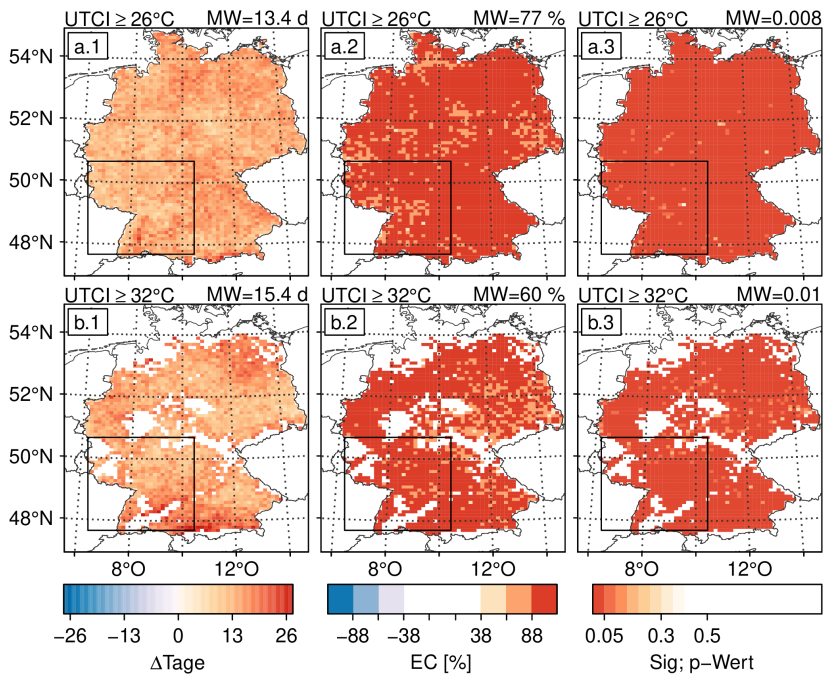 UTCI ≥ 26°C MW=13.4 d UTCI ≥ 26°C MW=77 % UTCI ≥ 26°C MW=0.008
a.1 a.2 a.3
54°N
52°N
50°N
48°N
UTCI ≥ 32°C MW=15.4 d UTCI ≥ 32°C MW=60 % UTCI ≥ 32°C MW=0.01
b.1 b.2 b.3
54°N
52°N
50°N
48°N
8°O 12°O 8°O 12°O 8°O 12°O
−26 −13 0 13 26 −88 −38 38 88 0.05 0.3 0.5
ΔTage EC [%] Sig; p−Wert